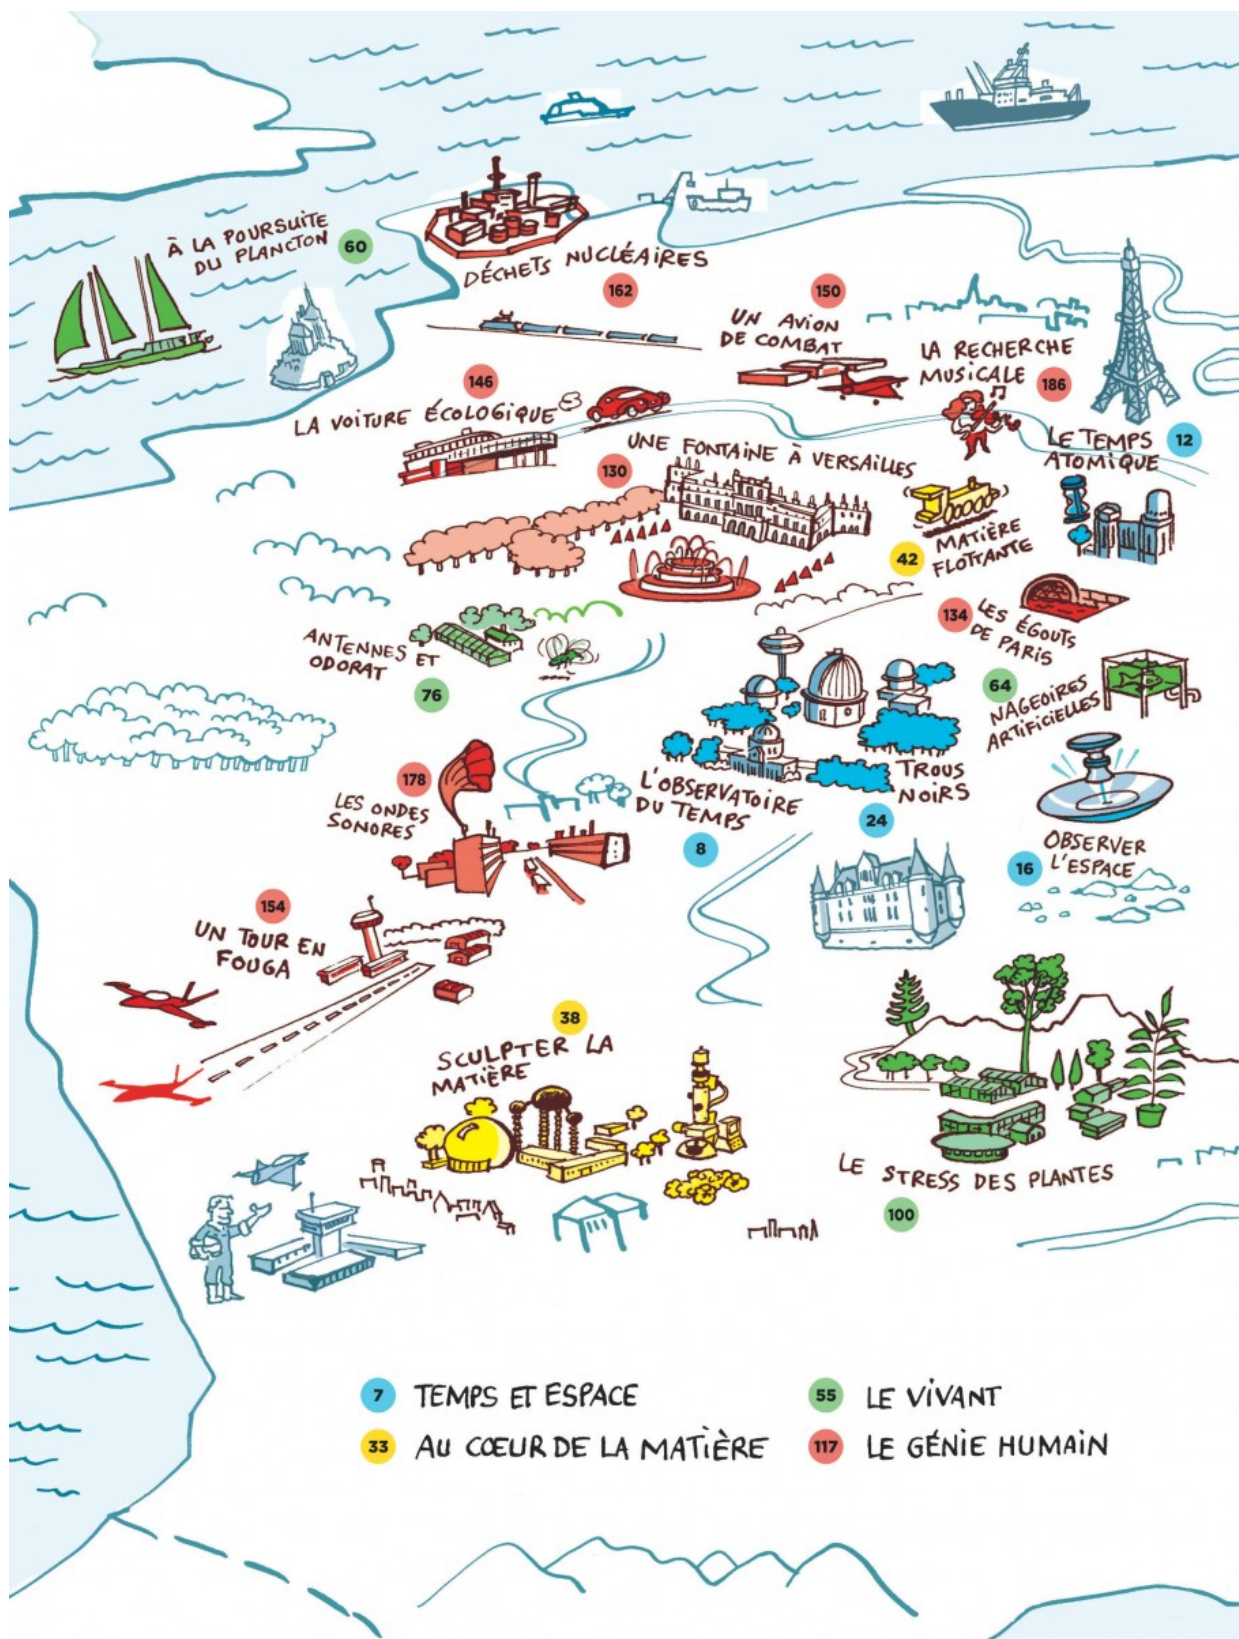 À LA POURSUITE
DU PLANCTON
60
DÉCHETS NUCLÉAIRES
162
150
UN AVION
DE COMBAT
LA RECHERCHE
MUSICALE
186
146
LA VOITURE ÉCOLOGIQUE
LE TEMPS
ATOMIQUE
12
130
UNE FONTAINE À VERSAILLES
42
MATIÈRE
FLOTTANTE
134
LES ÉGOUTS
DE PARIS
ANTENNES ET
ODORAT
76
64
NAGEOIRES
ARTIFICIELLES
178
LES ONDES
SONORES
L'OBSERVATOIRE
DU TEMPS
8
TROUS
NOIRS
24
OBSERVER
L'ESPACE
16
154
UN TOUR EN
FOUGA
38
SCULPTER LA
MATIÈRE
LE STRESS DES PLANTES
100
7 TEMPS ET ESPACE
33 AU CŒUR DE LA MATIÈRE
55 LE VIVANT
117 LE GÉNIE HUMAIN